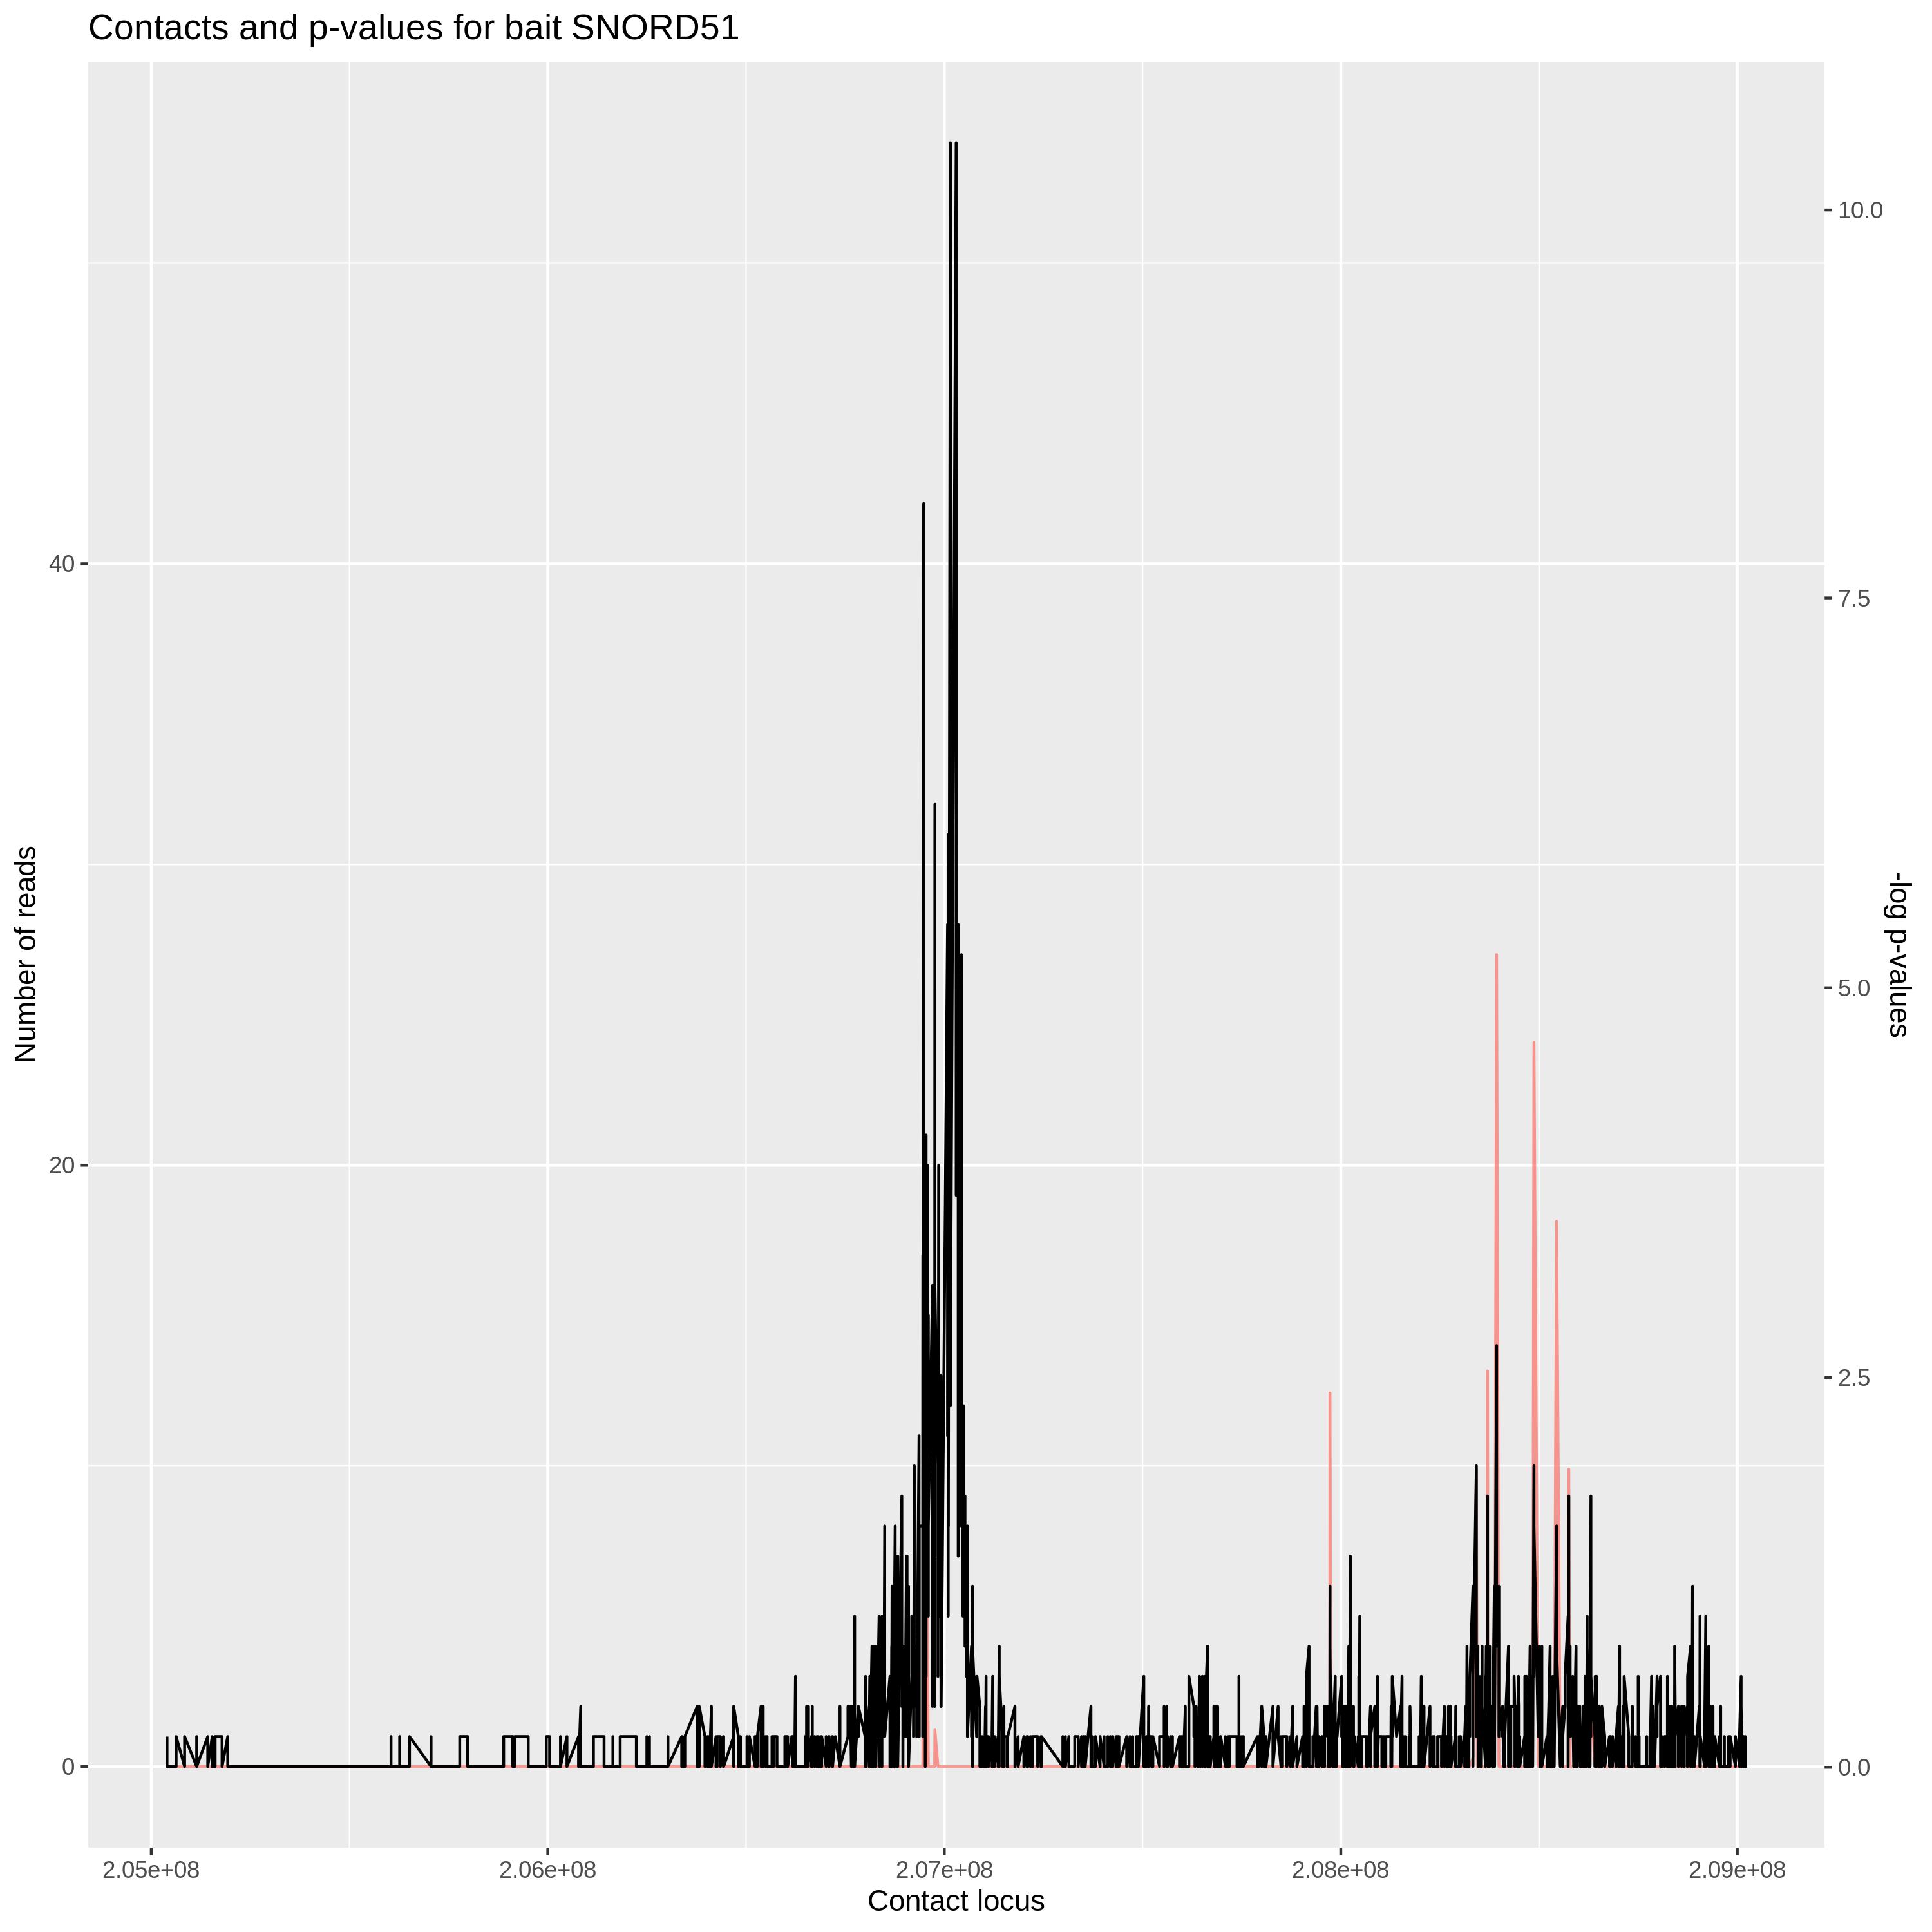 Contacts and p-values for bait SNORD51
Number of reads
40
20
0
10.0
7.5
5.0
2.5
0.0
-log p-values
2.05e+08
2.06e+08
2.07e+08
2.08e+08
2.09e+08
Contact locus